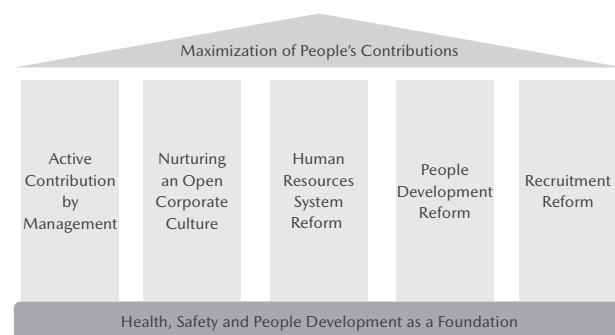 Maximization of People’s Contributions
Active
Contribution
by
Management
Nurturing
an Open
Corporate
Culture
Human
Resources
System
Reform
People
Development
Reform
Recruitment
Reform
Health, Safety and People Development as a Foundation